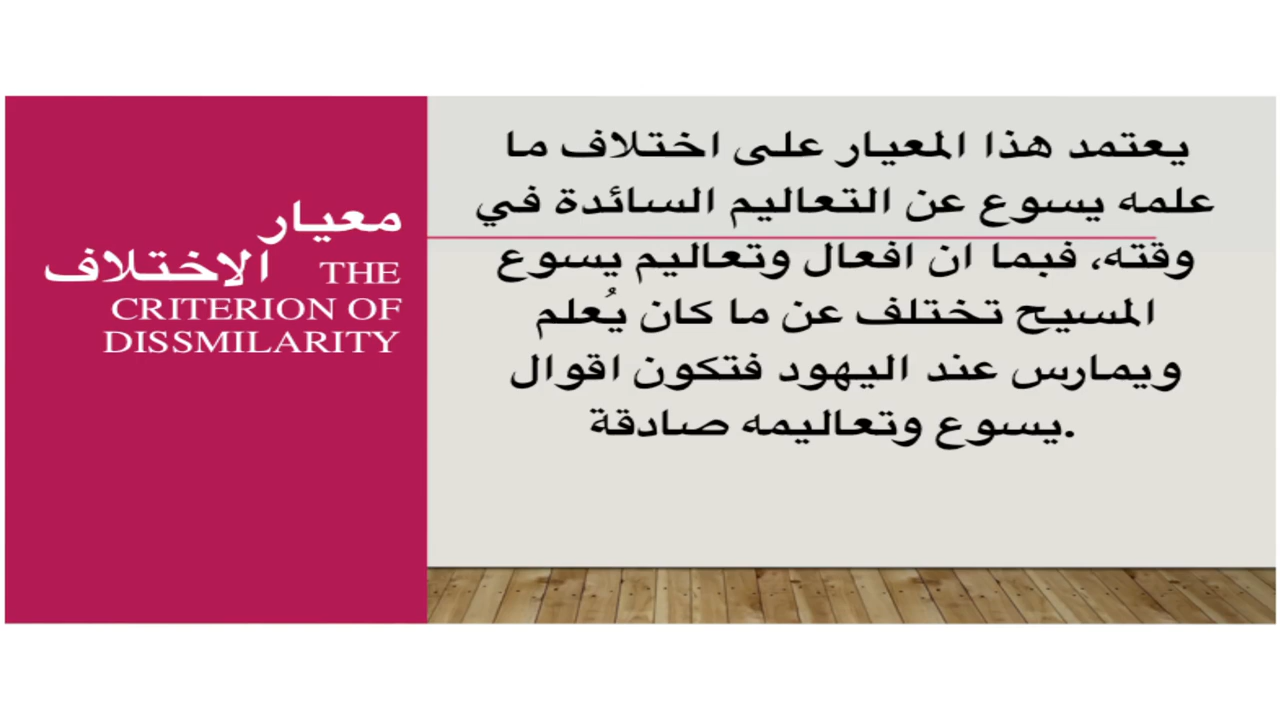 معيار
الاختلاف THE
CRITERION OF
DISSMILARITY
يعتمد هذا المعيار على اختلاف ما
علمه يسوع عن التعاليم السائدة في
وقته، فبما ان افعال وتعاليم يسوع
المسيح تختلف عن ما كان يُعلم
ويمارس عند اليهود فتكون اقوال
يسوع وتعاليمه صادقة.